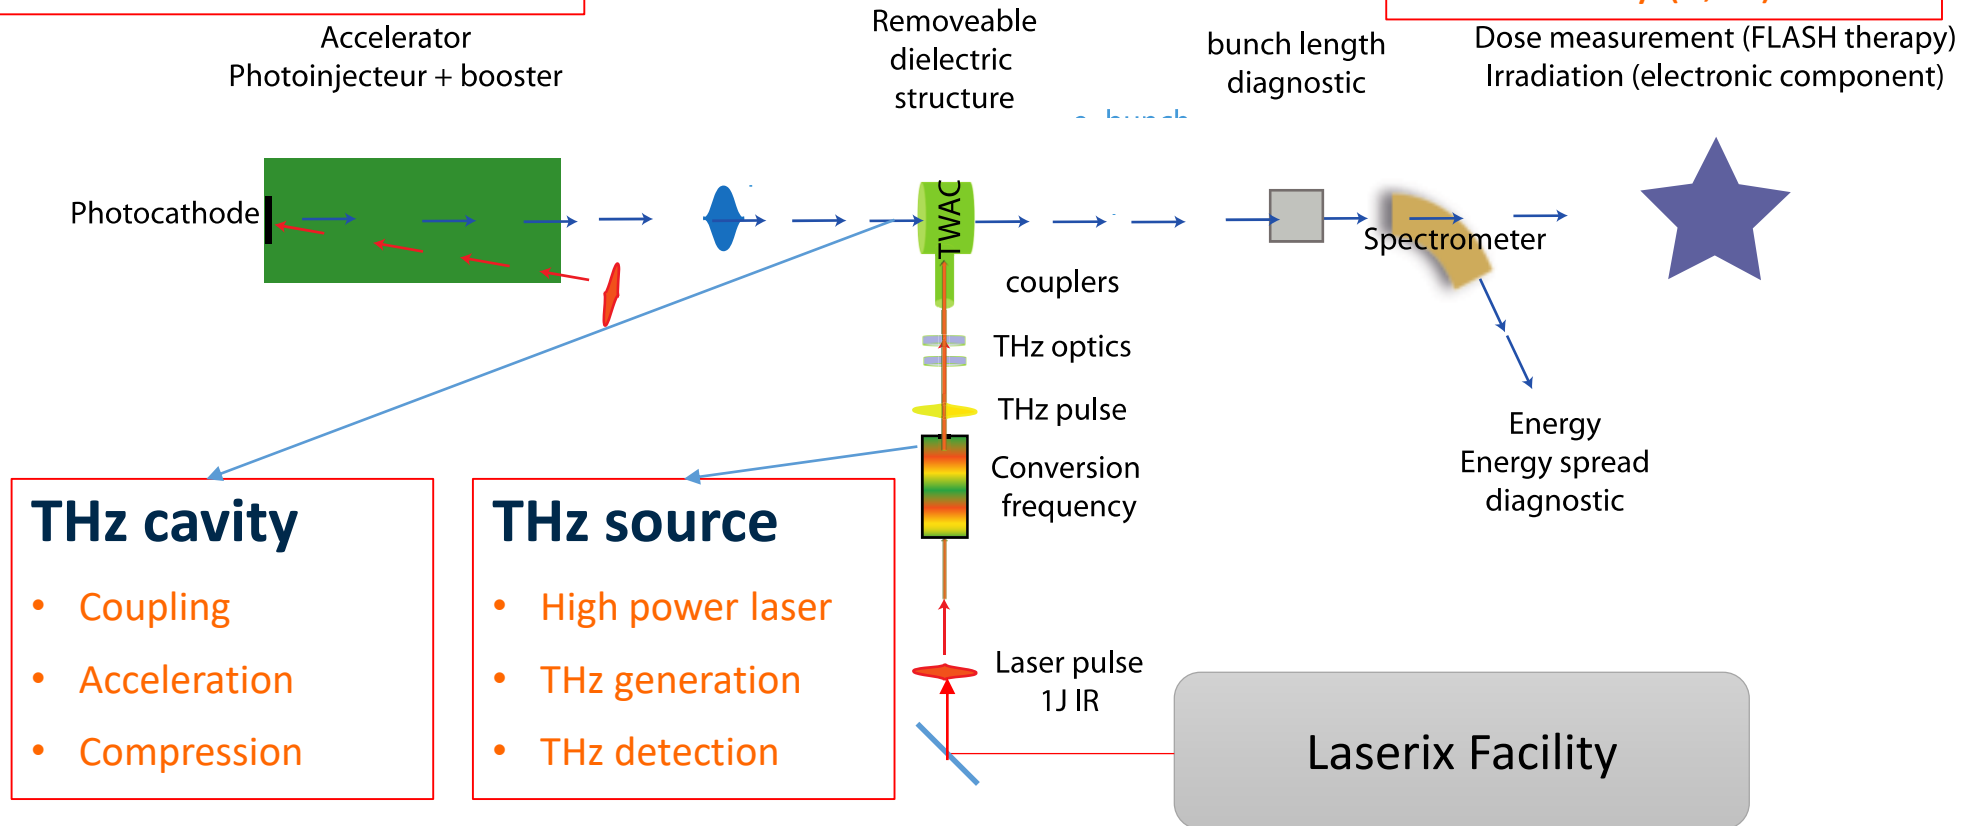 Accelerator
Photoinjecteur + booster
Removeable
dielectric
structure
bunch length
diagnostic
Dose measurement (FLASH therapy)
Irradiation (electronic component)
Photocathode
TWAC
Spectrometer
couplers
THz optics
THz pulse
Conversion
frequency
Energy
Energy spread
diagnostic
THz cavity
• Coupling
• Acceleration
• Compression
THz source
• High power laser
• THz generation
• THz detection
Laser pulse
1J IR
Laserix Facility